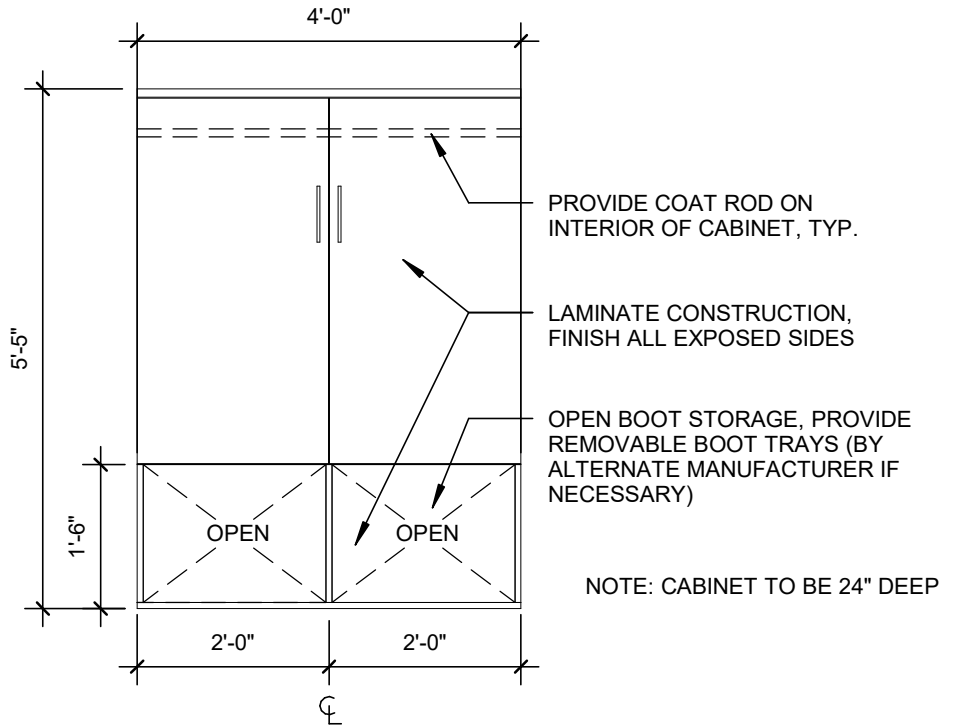 4'-0"
5'-5"
PROVIDE COAT ROD ON
INTERIOR OF CABINET, TYP.
LAMINATE CONSTRUCTION,
FINISH ALL EXPOSED SIDES
OPEN BOOT STORAGE, PROVIDE
REMOVABLE BOOT TRAYS (BY
ALTERNATE MANUFACTURER IF
NECESSARY)
1'-6"
OPEN
OPEN
NOTE: CABINET TO BE 24" DEEP
2'-0"
2'-0"
℄